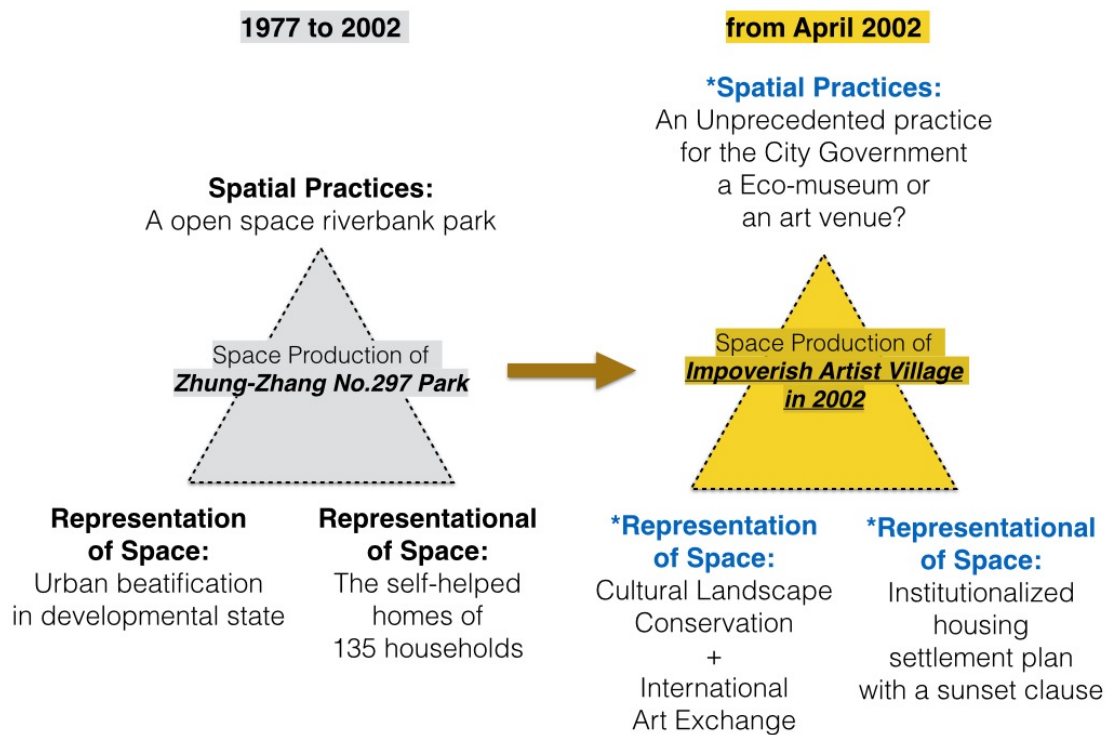 1977 to 2002
Spatial Practices:
A open space riverbank park
Space Production of
Zhung-Zhang No.297 Park
Representation
of Space:
Urban beatification
in developmental state
Representational
of Space:
The self-helped
homes of
135 households
from April 2002
*Spatial Practices:
An Unprecedented practice
for the City Government
a Eco-museum or
an art venue?
Space Production of
Impoverish Artist Village
in 2002
*Representation
of Space:
Cultural Landscape
Conservation
+
International
Art Exchange
*Representational
of Space:
Institutionalized
housing
settlement plan
with a sunset clause